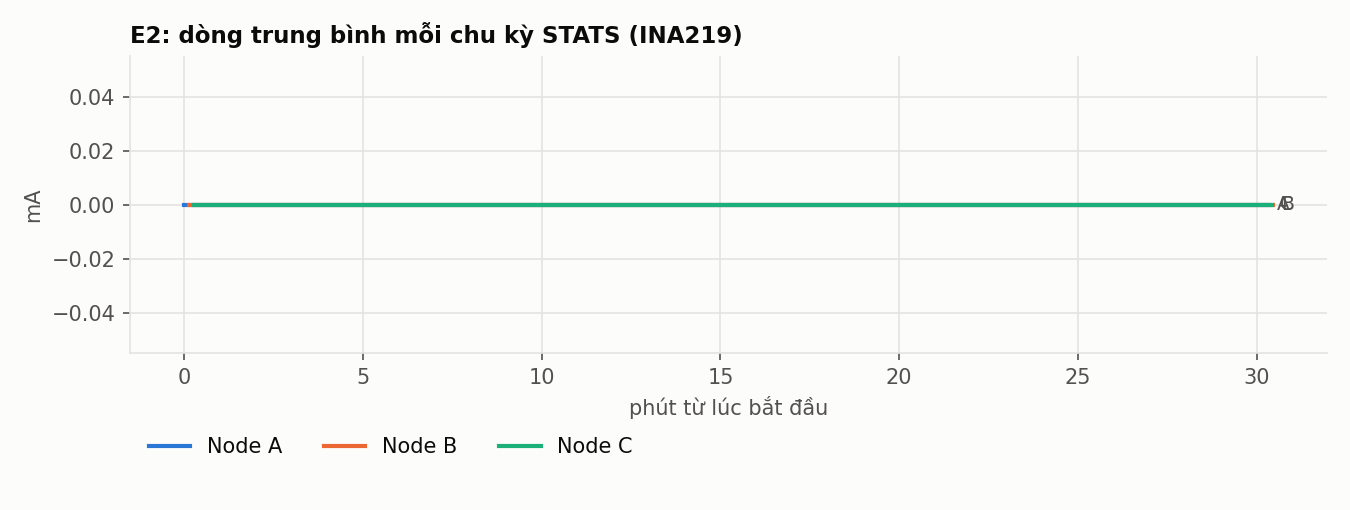 E2: dòng trung bình mỗi chu kỳ STATS (INA219)
mA
0.04
0.02
0.00
−0.02
−0.04
A B
0 5 10 15 20 25 30
phút từ lúc bắt đầu
Node A Node B Node C